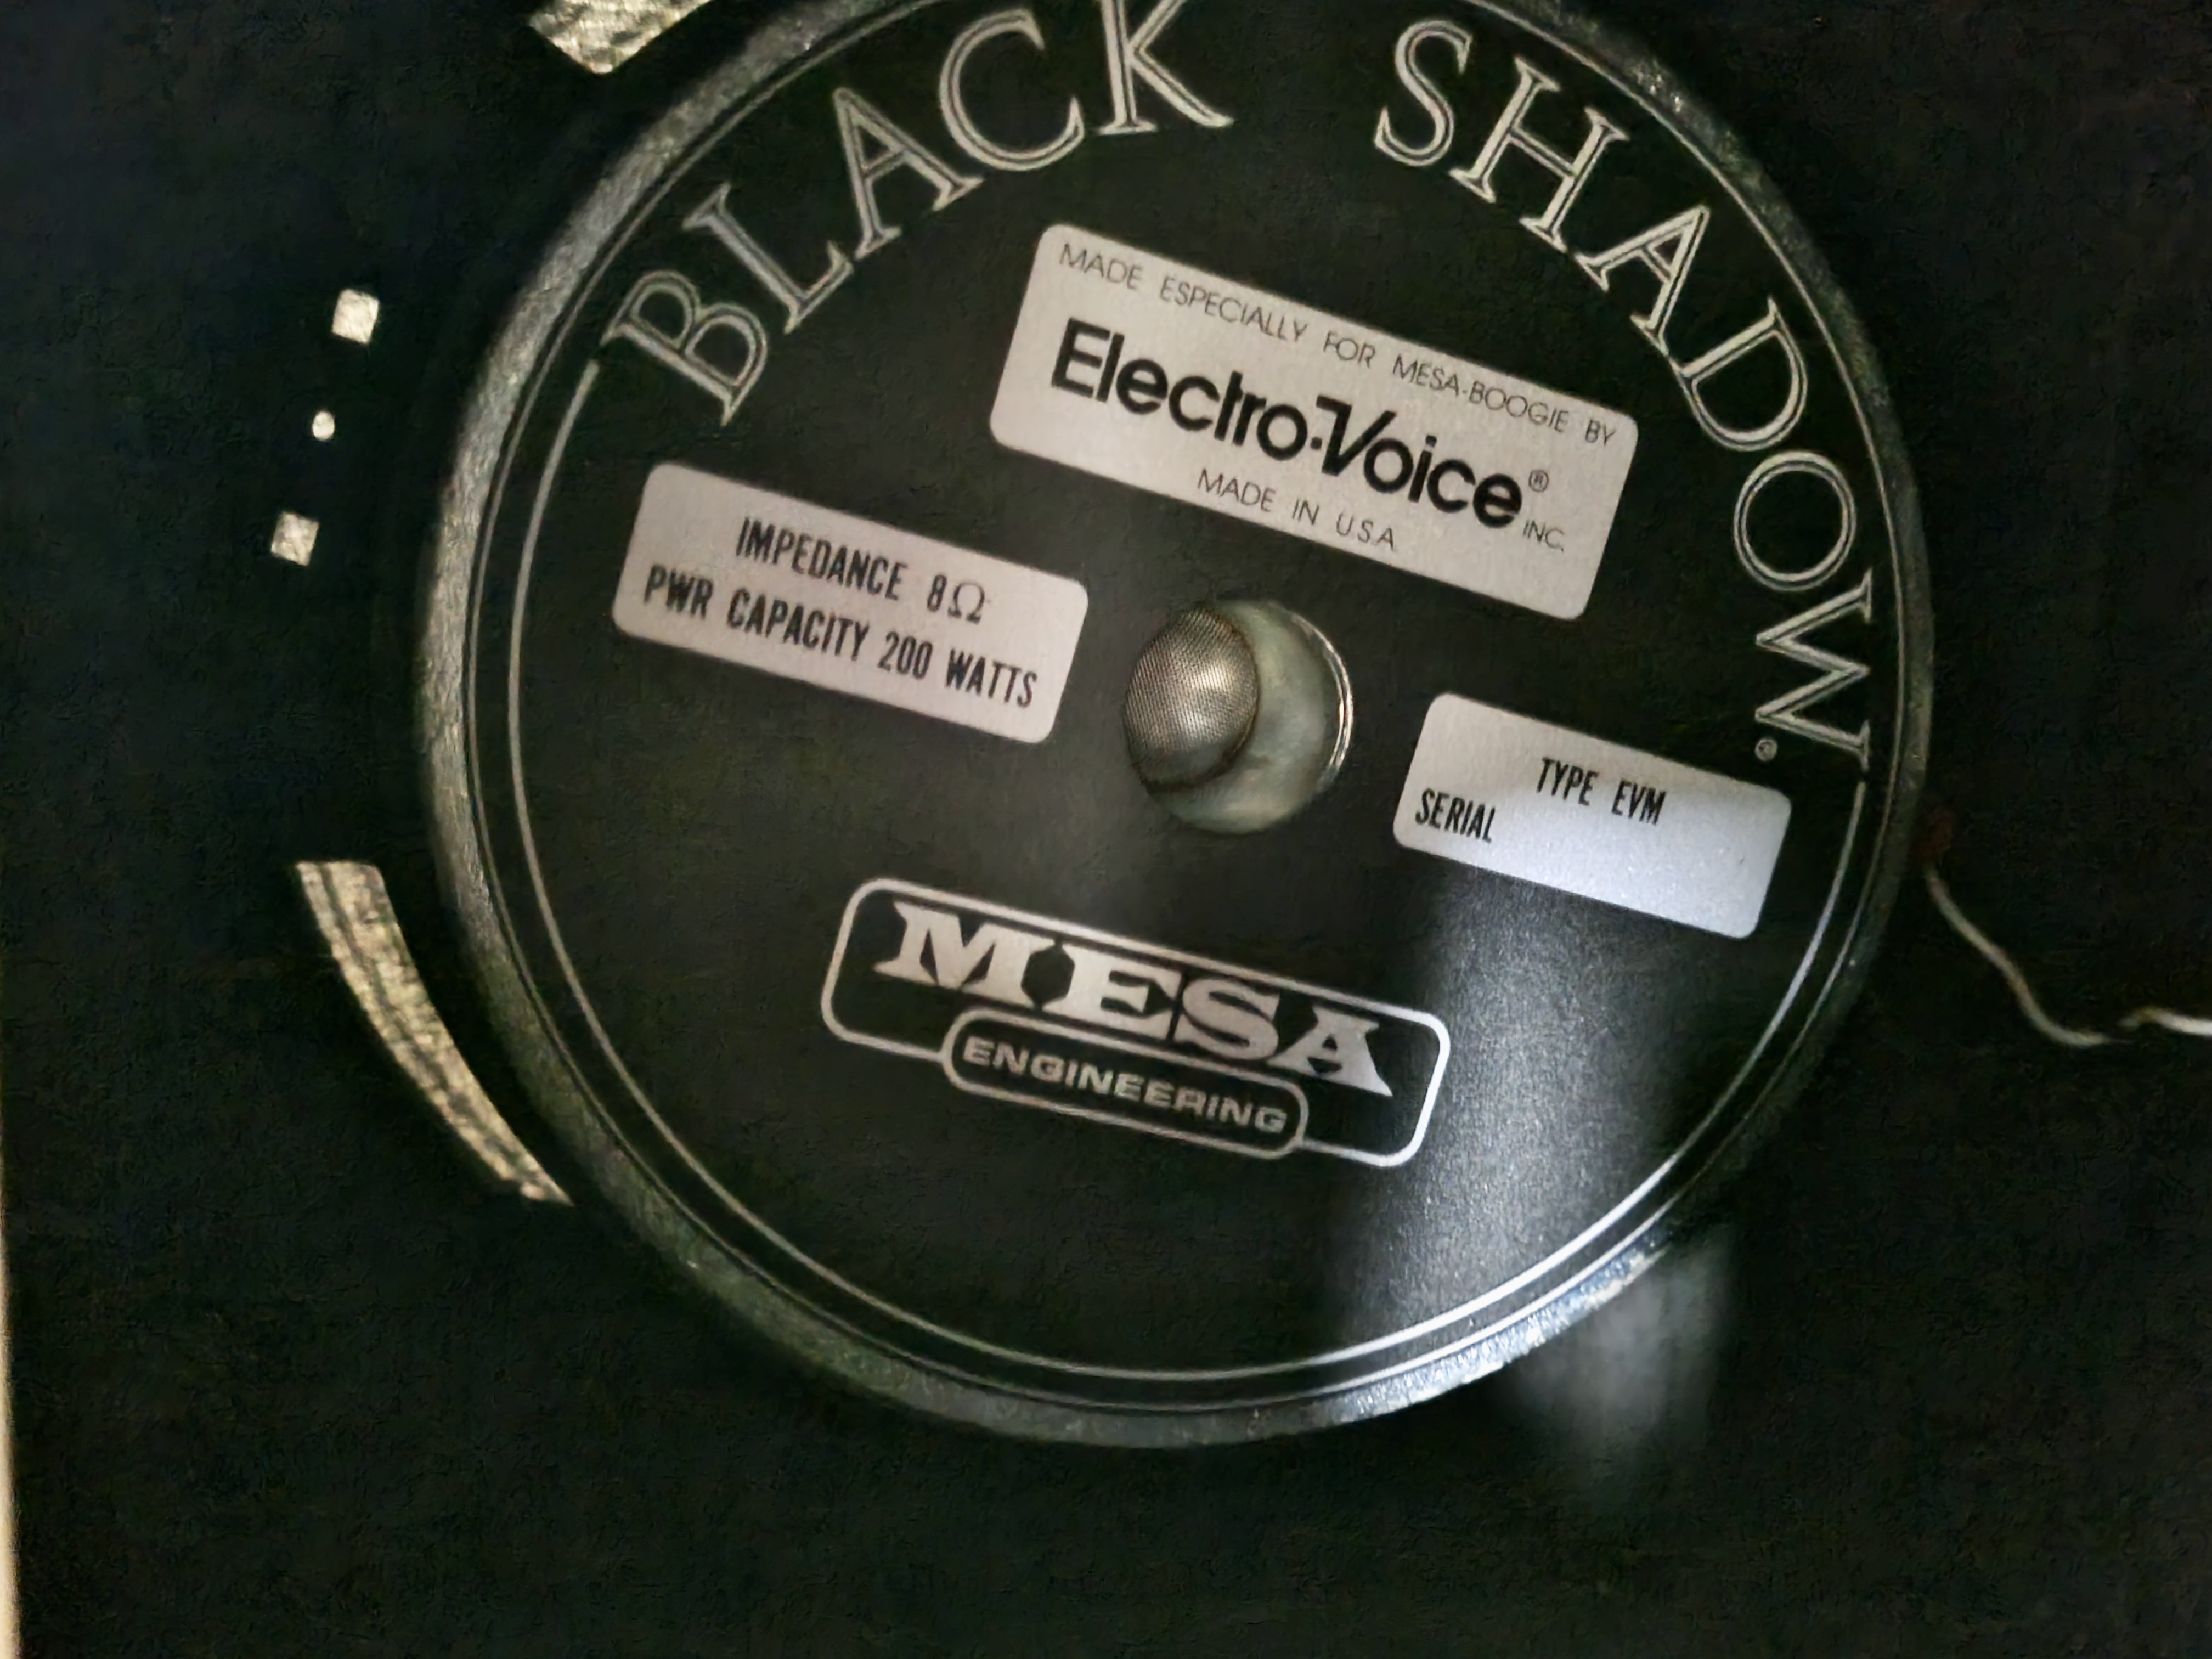 BLACK SHADOW®
MADE ESPECIALLY FOR MESA-BOOGIE BY
Electro-Voice®
INC.
MADE IN U.S.A
IMPEDANCE 8Ω
PWR CAPACITY 200 WATTS
TYPE EVM
SERIAL
MESA
ENGINEERING